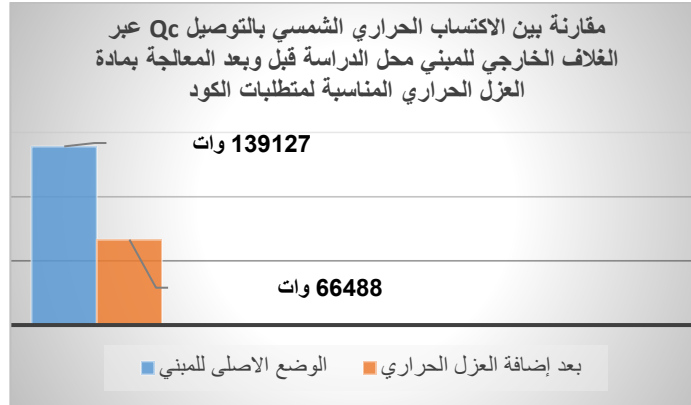 مقارنة بين الاكتساب الحراري الشمسي بالتوصيل Qc عبر
الغلاف الخارجي للمبني محل الدراسة قبل وبعد المعالجة بمادة
العزل الحراري المناسبة لمتطلبات الكود
139127 وات
66488 وات
الوضع الاصلى للمبني
بعد إضافة العزل الحراري